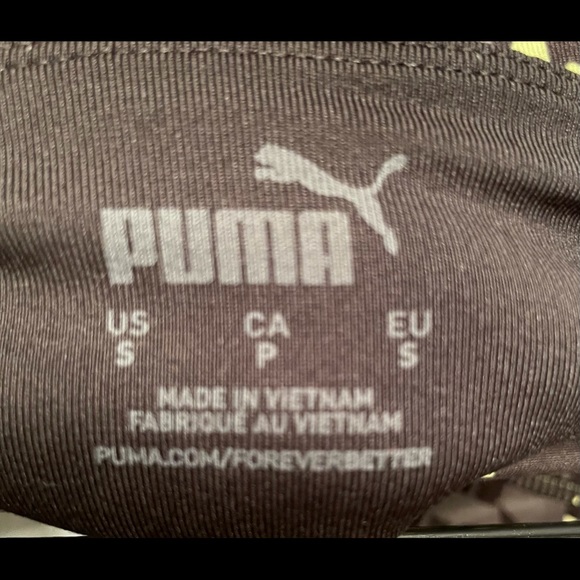 PUMA
US CA EU
S P S
MADE IN VIETNAM
FABRIQUÉ AU VIETNAM
PUMA.COM/FOREVERBETTER